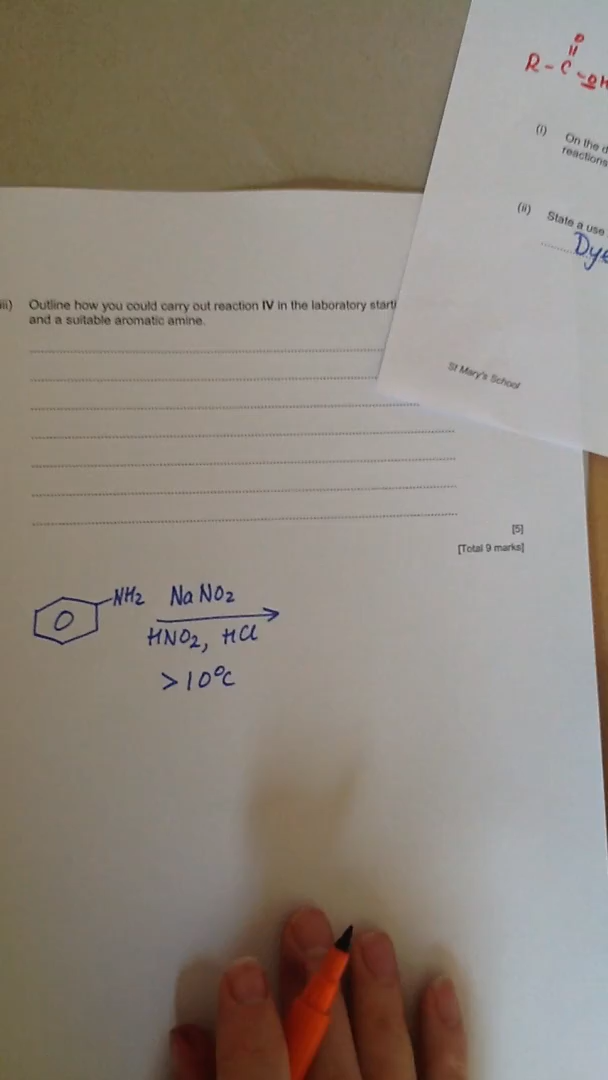 R - C
O
OH
(i) On the
reactions
(ii) State a use
Dye
St Mary's School
iii) Outline how you could carry out reaction IV in the laboratory
and a suitable aromatic amine.
[5]
[Total 9 marks]
NH2 NaNO2
HNO2, HCl
>10°C